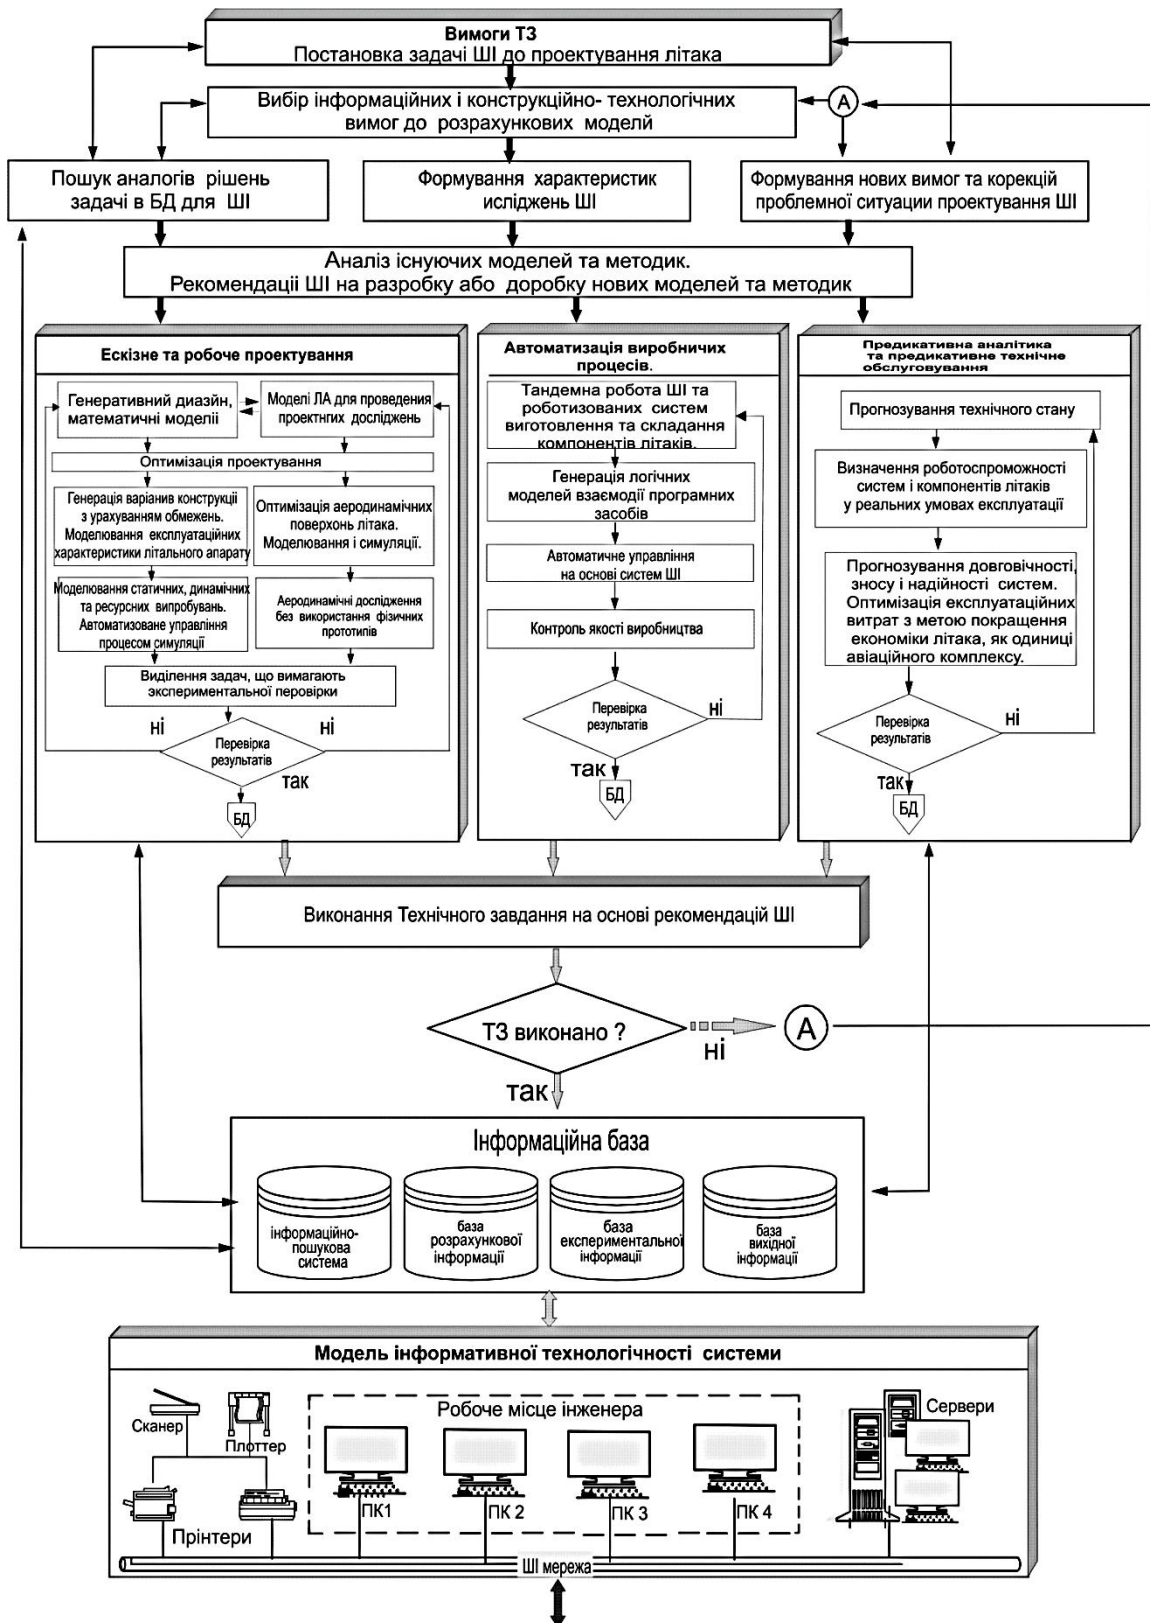 Вимоги ТЗ
Постановка задачі ШІ до проектування літака
Вибір інформаційних і конструкційно- технологічних
вимог до розрахункових моделй
А
Пошук аналогів рішень
задачі в БД для ШІ
Формування характеристик
исліджень ШІ
Формування нових вимог та корекцій
проблемної ситуации проектування ШІ
Аналіз існуючих моделей та методик.
Рекомендації ШІ на разробку або доробку нових моделей та методик
Ескізне та робоче проектування
Генеративний диазйн,
математичні моделіі
Моделі ЛА для проведення
проектнгих досліджень
Оптимізація проектування
Генерація варіанив конструкціі
з урахуванням обмежень.
Моделювання експлуатаційних
характеристики літального апарату
Оптимізація аеродинамічних
поверхонь літака.
Моделювання і симуляції.
Моделювання статичних, динамічних
та ресурсних випробувань.
Автоматизоване управління
процесом симуляції
Аеродинамічні дослідження
без використання фізичних
прототипів
Виділення задач, що вимагають
экспериментальної перовірки
ні
ні
Перевірка
результатів
так
БД
Автоматизація виробничих
процесів.
Тандемна робота ШІ та
роботизованих систем
виготовлення та складання
компонентів літаків.
Генерація логічних
моделей взаємодії програмних
засобів
Автоматичне управління
на основі систем ШІ
Контроль якості виробництва
Перевірка
результатів
ні
так
БД
Предикативна аналітика
та предикативне технічне
обслуговування
Прогнозування технічного стану
Визначення роботоспроможності
систем і компонентів літаків
у реальних умовах експлуатації
Прогнозування довговічності,
зносу і надійності систем.
Оптимізація експлуатаційних
витрат з метою покращення
економіки літака, як одиниці
авіаційного комплексу.
ні
Перевірка
результатів
так
БД
Виконання Технічного завдання на основі рекомендацій ШІ
ТЗ виконано ?
ні
А
так
Інформаційна база
інформаційно-
пошукова
система
база
розрахункової
інформації
база
експериментальної
інформації
база
вихідної
інформації
Модель інформативної технологічності системи
Сканер
Плоттер
Прінтери
Робоче місце інженера
ПК1
ПК 2
ПК 3
ПК 4
Сервери
ШІ мережа